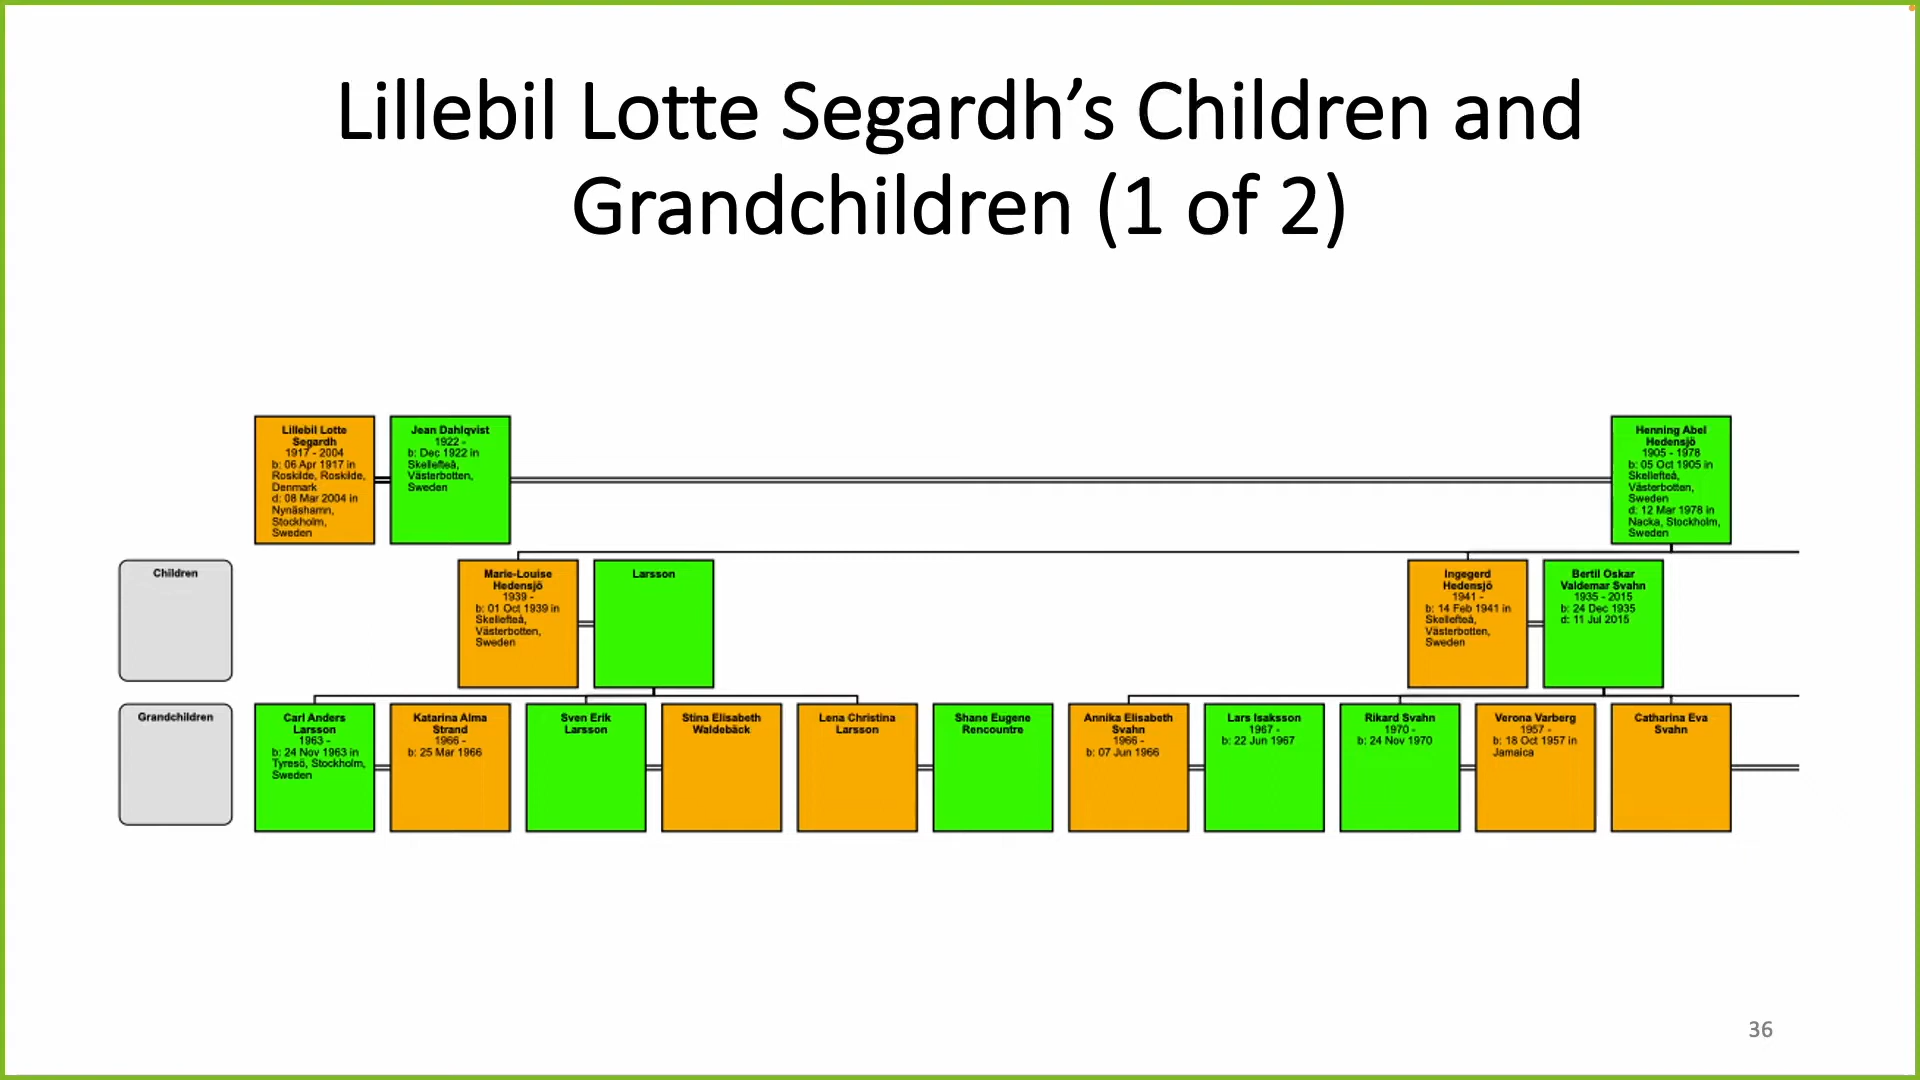 Lillebil Lotte Segardh’s Children and
Grandchildren (1 of 2)
Lillebil Lotte
Segardh
1917 - 2004
b: 06 Apr 1917 in
Roskilde, Roskilde,
Denmark
d: 08 Mar 2004 in
Nynäshamn,
Stockholm,
Sweden
Jean Dahlqvist
1922 -
b: Dec 1922 in
Skellefteå,
Västerbotten,
Sweden
Henning Abel
Hedensjö
1905 - 1978
b: 05 Oct 1905 in
Skellefteå,
Västerbotten,
Sweden
d: 12 Mar 1978 in
Nacka, Stockholm,
Sweden
Children
Marie-Louise
Hedensjö
1939 -
b: 01 Oct 1939 in
Skellefteå,
Västerbotten,
Sweden
Larsson
Ingegerd
Hedensjö
1941 -
b: 14 Feb 1941 in
Skellefteå,
Västerbotten,
Sweden
Bertil Oskar
Valdemar Svahn
1935 - 2015
b: 24 Dec 1935
d: 11 Jul 2015
Grandchildren
Carl Anders
Larsson
1963 -
b: 24 Nov 1963 in
Tyresö, Stockholm,
Sweden
Katarina Alma
Strand
1966 -
b: 25 Mar 1966
Sven Erik
Larsson
Stina Elisabeth
Waldebäck
Lena Christina
Larsson
Shane Eugene
Rencountre
Annika Elisabeth
Svahn
1966 -
b: 07 Jun 1966
Lars Isaksson
1967 -
b: 22 Jun 1967
Rikard Svahn
1970 -
b: 24 Nov 1970
Verona Varberg
1957 -
b: 18 Oct 1957 in
Jamaica
Catharina Eva
Svahn
36